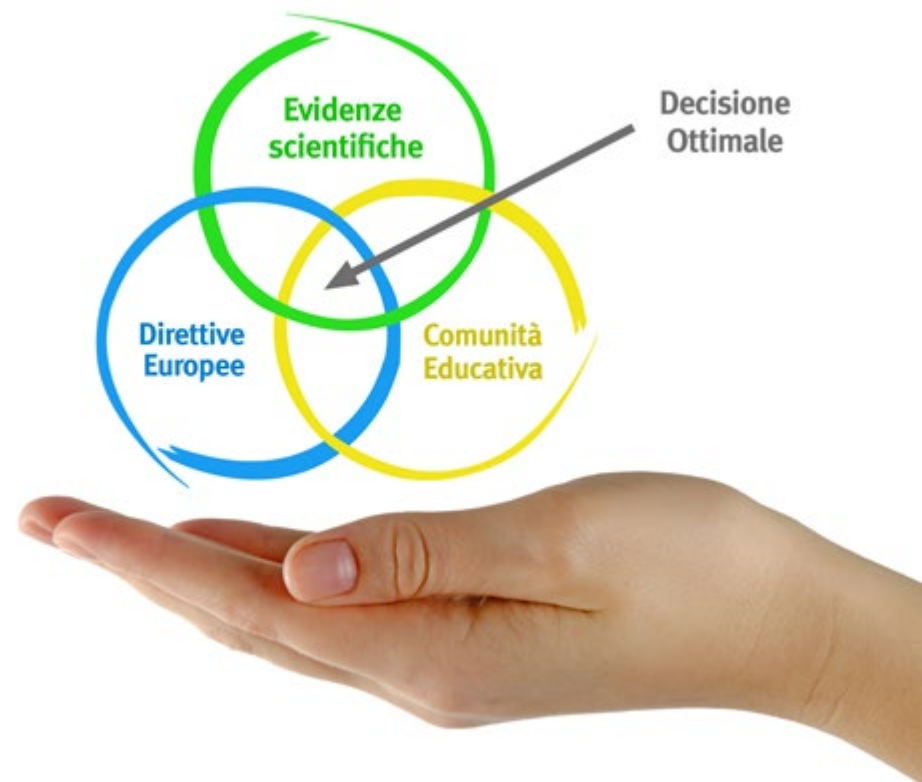 Evidenze
scientifiche
Decisione
Ottimale
Direttive
Europee
Comunità
Educativa